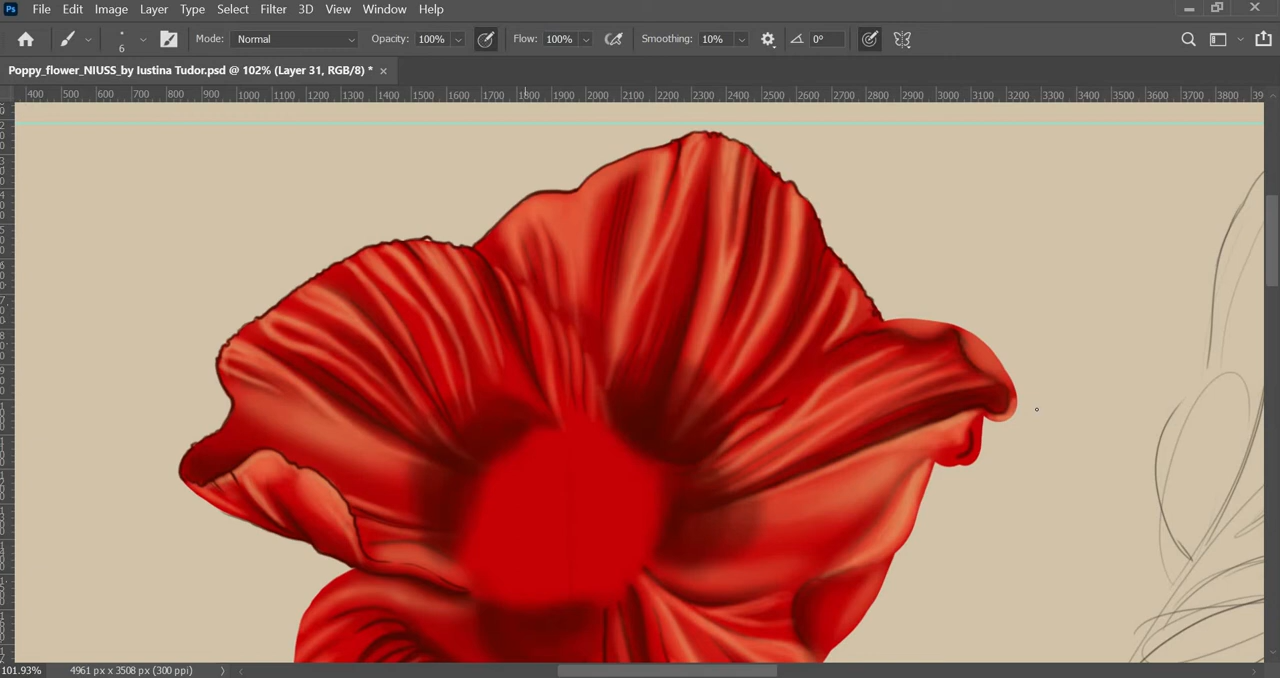 Ps File Edit Image Layer Type Select Filter 3D View Window Help
6 Mode: Normal Opacity: 100% Flow: 100% Smoothing: 10% 0°
Poppy_flower_NIUSS_by Iustina Tudor.psd @ 102% (Layer 31, RGB/8) *
400 500 600 700 800 900 1000 1100 1200 1300 1400 1500 1600 1700 1800 1900 2000 2100 2200 2300 2400 2500 2600 2700 2800 2900 3000 3100 3200 3300 3400 3500 3600 3700 3800 39
101.93% 4961 px x 3508 px (300 ppi)